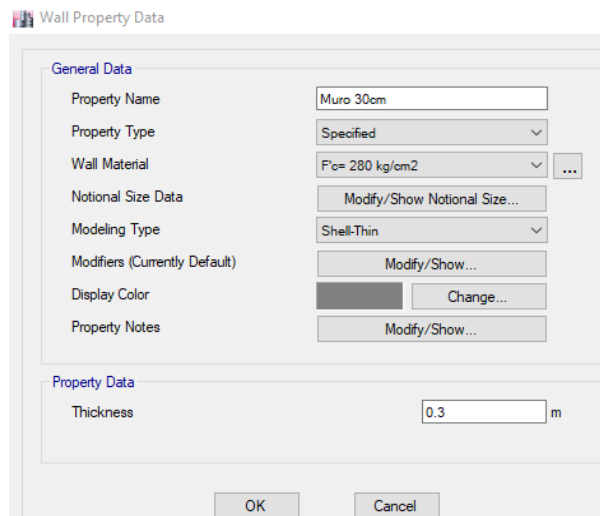 Wall Property Data
General Data
Property Name Muro 30cm
Property Type Specified
Wall Material F'c= 280 kg/cm2 ...
Notional Size Data Modify/Show Notional Size...
Modeling Type Shell-Thin
Modifiers (Currently Default) Modify/Show...
Display Color Change...
Property Notes Modify/Show...
Property Data
Thickness 0.3 m
OK Cancel